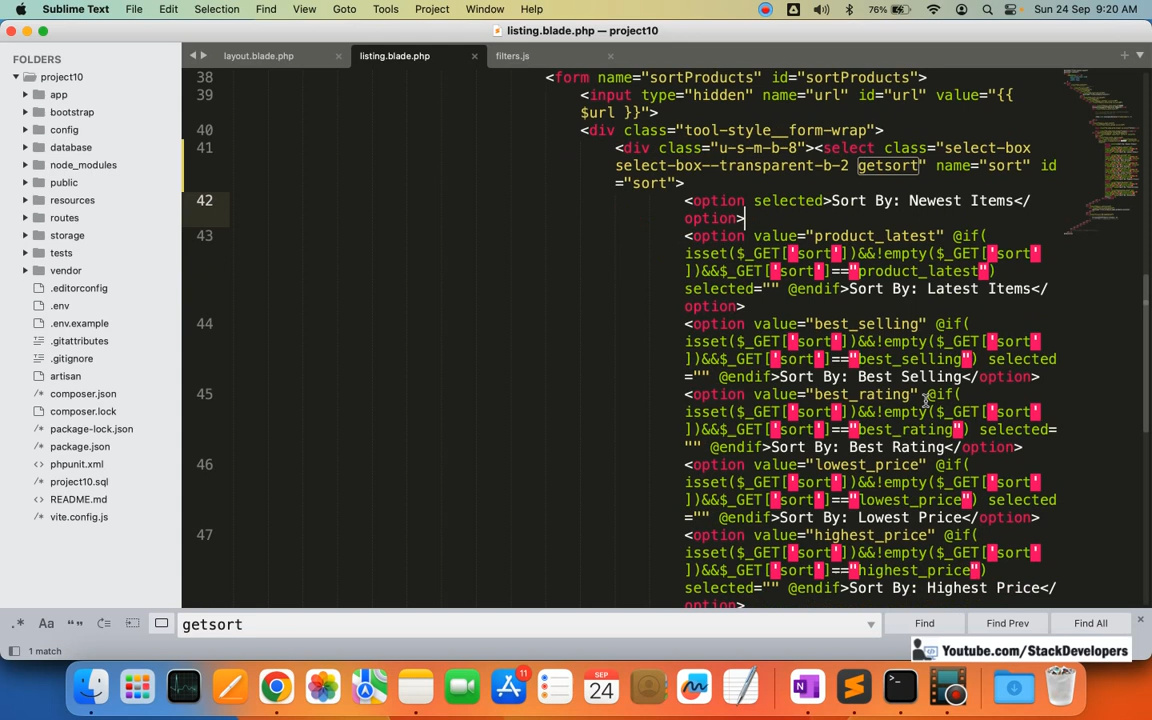 Sublime Text File Edit Selection Find View Goto Tools Project Window Help 76% Sun 24 Sep 9:20 AM
listing.blade.php — project10
FOLDERS
project10
app
bootstrap
config
database
node_modules
public
resources
routes
storage
tests
vendor
.editorconfig
.env
.env.example
.gitattributes
.gitignore
artisan
composer.json
composer.lock
package-lock.json
package.json
phpunit.xml
project10.sql
README.md
vite.config.js
layout.blade.php listing.blade.php filters.js
38 <form name="sortProducts" id="sortProducts">
39 <input type="hidden" name="url" id="url" value="{{
$url }}">
40 <div class="tool-style__form-wrap">
41 <div class="u-s-m-b-8"><select class="select-box
select-box--transparent-b-2 getsort" name="sort" id
="sort">
42 <option selected>Sort By: Newest Items</
option>
43 <option value="product_latest" @if(
isset($_GET['sort'])&&!empty($_GET['sort'
])&&$_GET['sort']=="product_latest")
selected="" @endif>Sort By: Latest Items</
option>
44 <option value="best_selling" @if(
isset($_GET['sort'])&&!empty($_GET['sort'
])&&$_GET['sort']=="best_selling") selected
="" @endif>Sort By: Best Selling</option>
45 <option value="best_rating" @if(
isset($_GET['sort'])&&!empty($_GET['sort'
])&&$_GET['sort']=="best_rating") selected=
"" @endif>Sort By: Best Rating</option>
46 <option value="lowest_price" @if(
isset($_GET['sort'])&&!empty($_GET['sort'
])&&$_GET['sort']=="lowest_price") selected
="" @endif>Sort By: Lowest Price</option>
47 <option value="highest_price" @if(
isset($_GET['sort'])&&!empty($_GET['sort'
])&&$_GET['sort']=="highest_price")
selected="" @endif>Sort By: Highest Price</
option>
getsort Find Find Prev Find All
1 match
Youtube.com/StackDevelopers
11
SEP
24